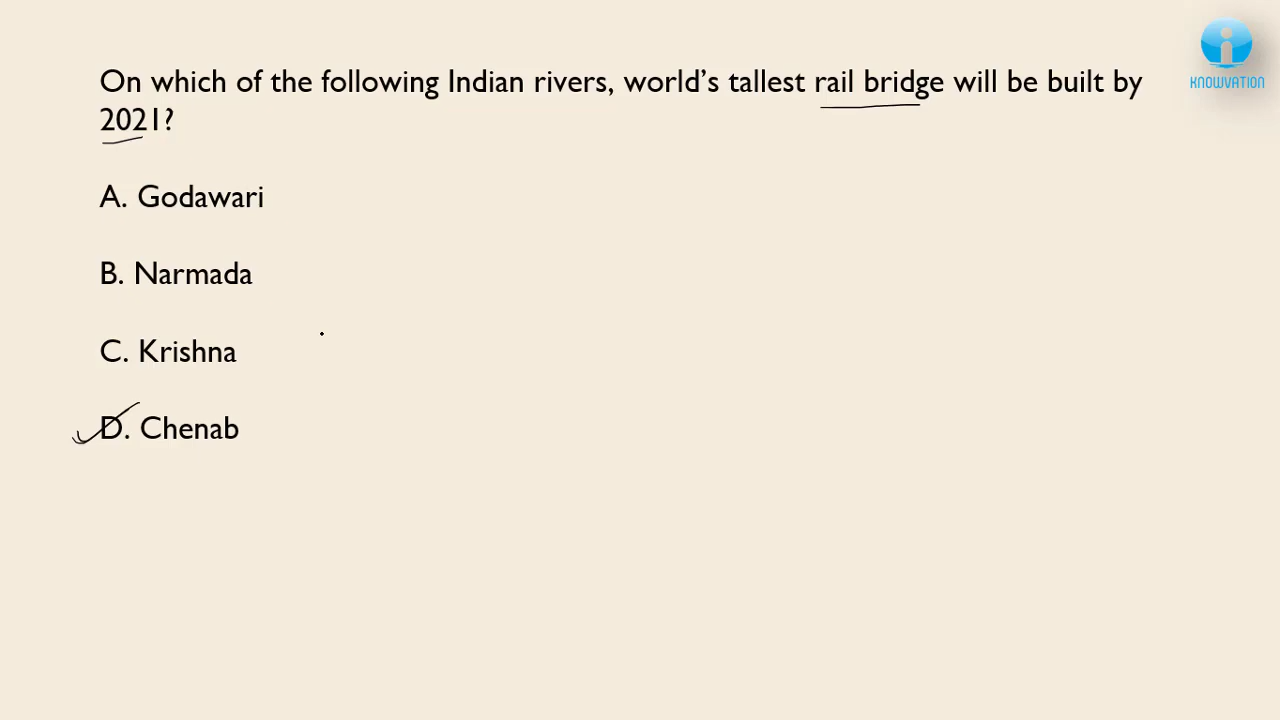 On which of the following Indian rivers, world's tallest rail bridge will be built by
2021?
A. Godawari
B. Narmada
C. Krishna
D. Chenab
KNOWVATION